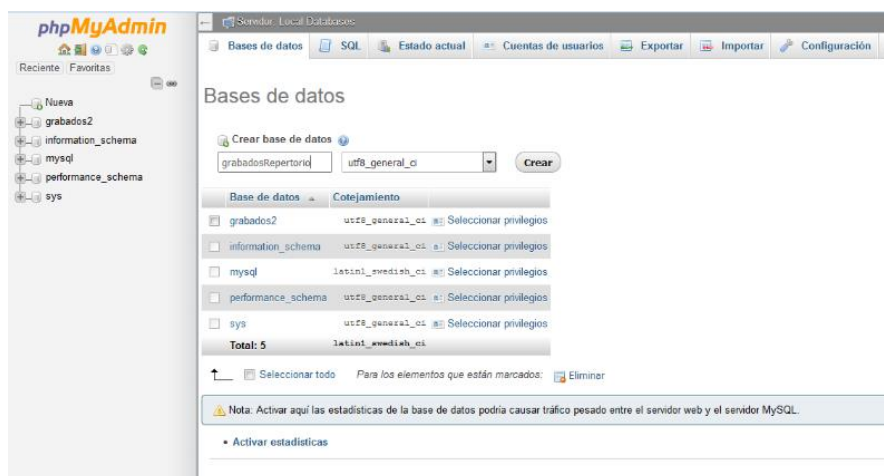 phpMyAdmin
Reciente Favoritas
Nueva
grabados2
information_schema
mysql
performance_schema
sys
Servidor: Local Databases
Bases de datos SQL Estado actual Cuentas de usuarios Exportar Importar Configuración
Bases de datos
Crear base de datos
grabadosRepertorio utf8_general_ci Crear
Base de datos Cotejamiento
grabados2 utf8_general_ci Seleccionar privilegios
information_schema utf8_general_ci Seleccionar privilegios
mysql latin1_swedish_ci Seleccionar privilegios
performance_schema utf8_general_ci Seleccionar privilegios
sys utf8_general_ci Seleccionar privilegios
Total: 5 latin1_swedish_ci
Seleccionar todo Para los elementos que están marcados: Eliminar
Nota: Activar aquí las estadísticas de la base de datos podría causar tráfico pesado entre el servidor web y el servidor MySQL.
• Activar estadísticas